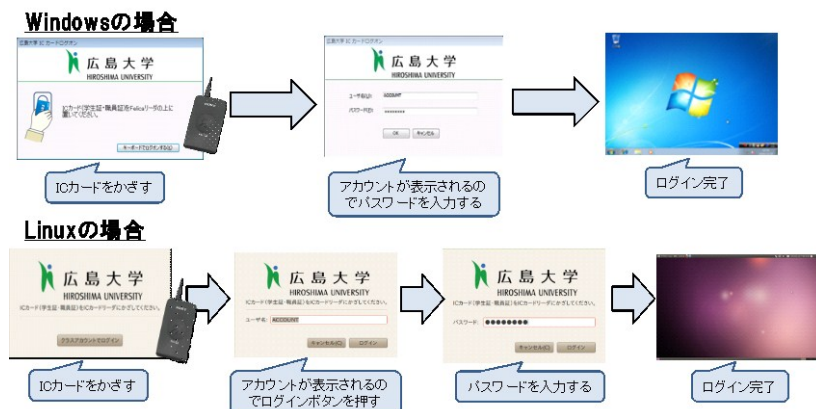 Windowsの場合
広島大学 IC カードログオン
広島大学
HIROSHIMA UNIVERSITY
ICカード(学生証・職員証)をFelicaリーダの上に
置いてください。
キーボードでログオンする(L)
ICカードをかざす
広島大学 IC カードログオン
広島大学
HIROSHIMA UNIVERSITY
ユーザ名(U): ACCOUNT
パスワード(P):
OK キャンセル
アカウントが表示されるの
でパスワードを入力する
ログイン完了
Linuxの場合
広島大学
HIROSHIMA UNIVERSITY
ICカード(学生証・職員証)をICカードリーダにかざしてください。
クラスアカウントでログイン
ICカードをかざす
広島大学
HIROSHIMA UNIVERSITY
ICカード(学生証・職員証)をICカードリーダにかざしてください。
ユーザ名: ACCOUNT
キャンセル(C) ログイン
アカウントが表示されるの
でログインボタンを押す
広島大学
HIROSHIMA UNIVERSITY
ICカード(学生証・職員証)をICカードリーダにかざしてください。
パスワード:
キャンセル(C) ログイン
パスワードを入力する
ログイン完了